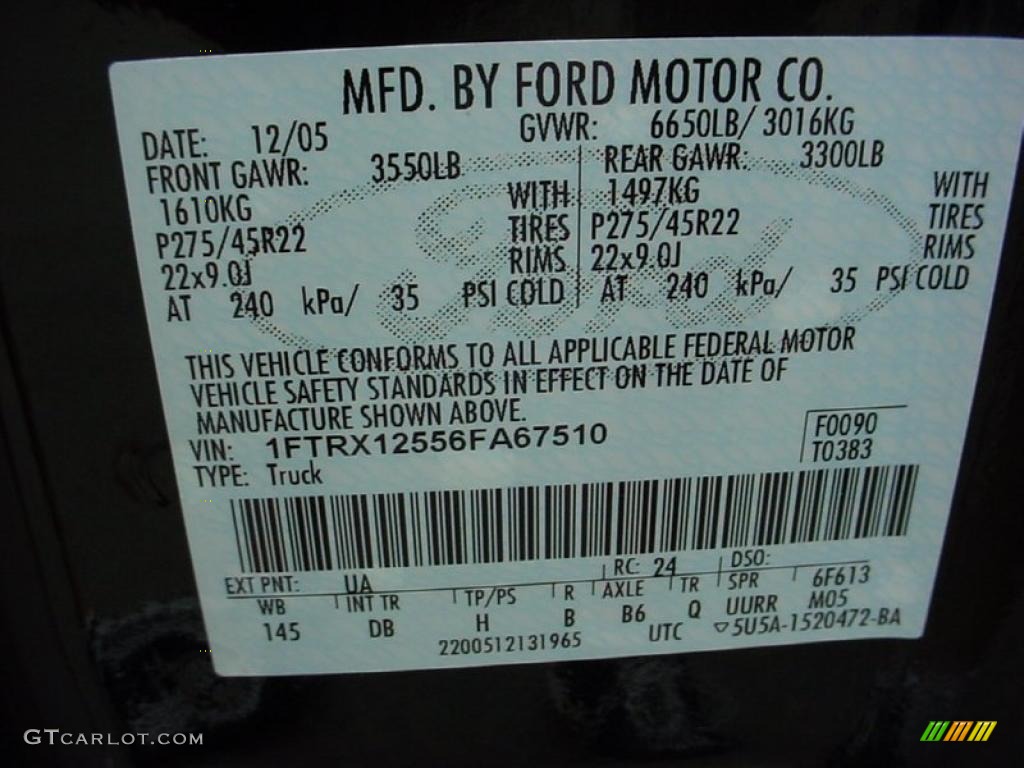 MFD. BY FORD MOTOR CO.
DATE: 12/05 GVWR: 6650LB/ 3016KG
FRONT GAWR: 3550LB REAR GAWR: 3300LB
1610KG WITH 1497KG WITH
P275/45R22 TIRES P275/45R22 TIRES
22x9.0J RIMS 22x9.0J RIMS
AT 240 kPa/ 35 PSI COLD AT 240 kPa/ 35 PSI COLD
THIS VEHICLE CONFORMS TO ALL APPLICABLE FEDERAL MOTOR
VEHICLE SAFETY STANDARDS IN EFFECT ON THE DATE OF
MANUFACTURE SHOWN ABOVE.
VIN: 1FTRX12556FA67510 F0090
TYPE: Truck T0383
EXT PNT: UA RC: 24 DSO: 6F613
WB INT TR TP/PS R AXLE TR SPR M05
145 DB H B B6 Q UURR
2200512131965 UTC ▽5U5A-1520472-BA
GTCARLOT.COM